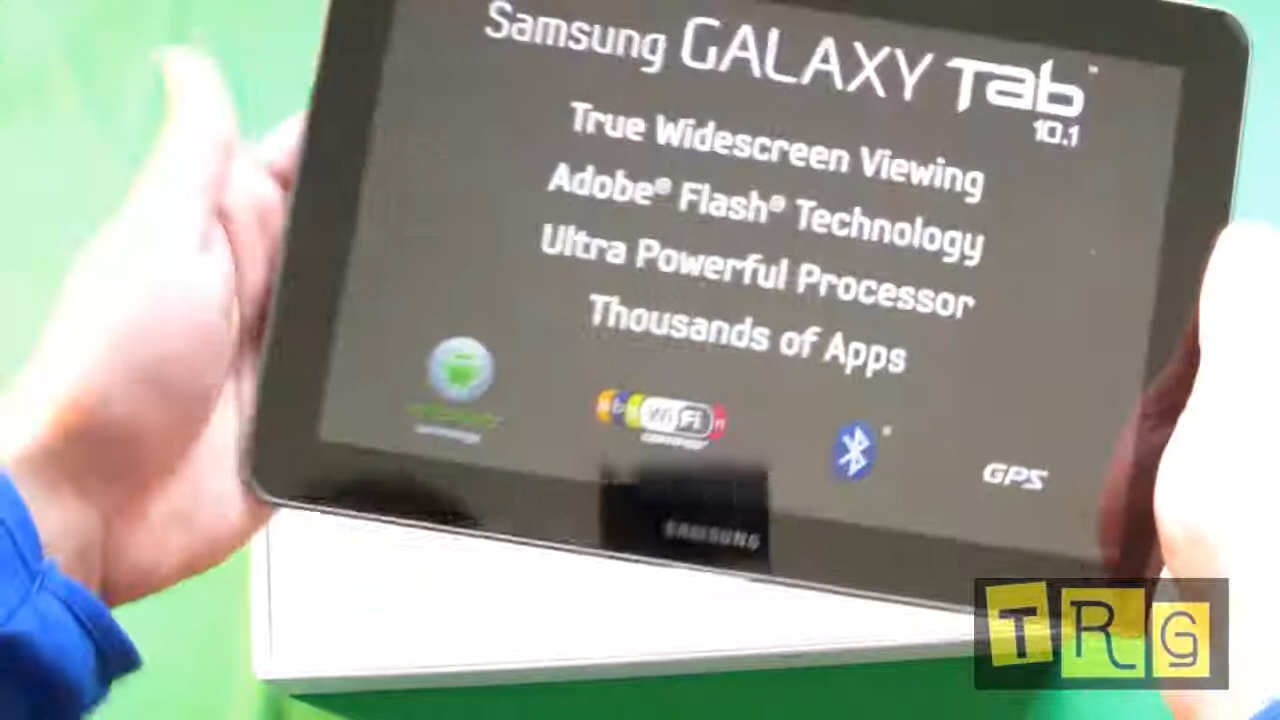 Samsung GALAXY Tab™
10.1
True Widescreen Viewing
Adobe® Flash® Technology
Ultra Powerful Processor
Thousands of Apps
Wi Fi
GPS
SAMSUNG
TRG